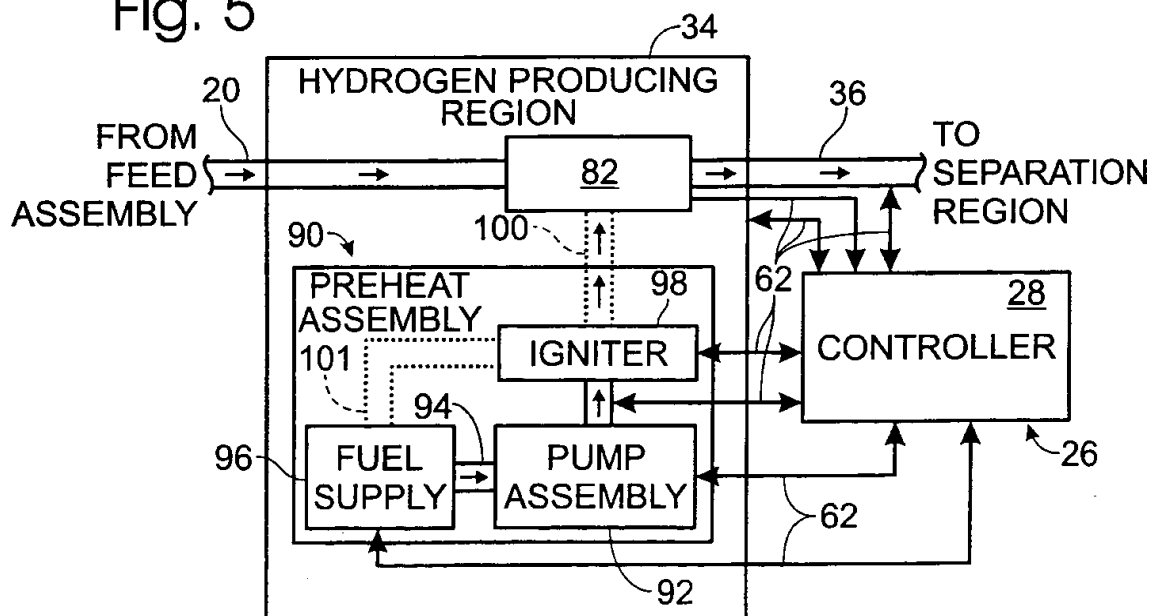 Fig. 5
34
HYDROGEN PRODUCING
REGION
20
36
FROM
FEED
ASSEMBLY
82
TO
SEPARATION
REGION
100
90
62
PREHEAT
ASSEMBLY
98
28
101
IGNITER
CONTROLLER
94
62
96
FUEL
SUPPLY
PUMP
ASSEMBLY
26
62
92